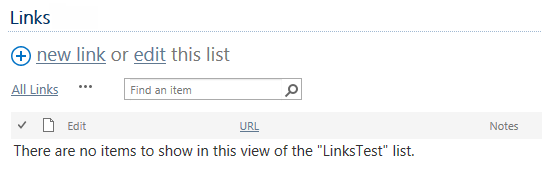 Links
new link or edit this list
All Links ••• Find an item
Edit URL Notes
There are no items to show in this view of the "LinksTest" list.